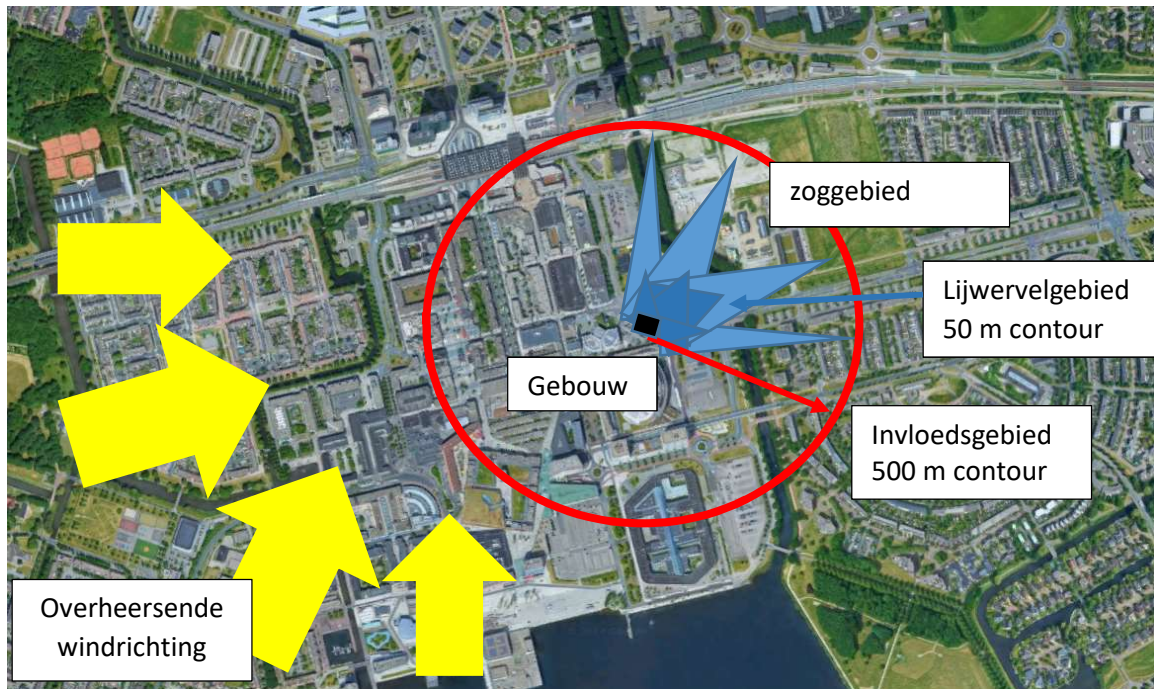 zoggebied
Lijwervelgebied
50 m contour
Gebouw
Invloedsgebied
500 m contour
Overheersende
windrichting